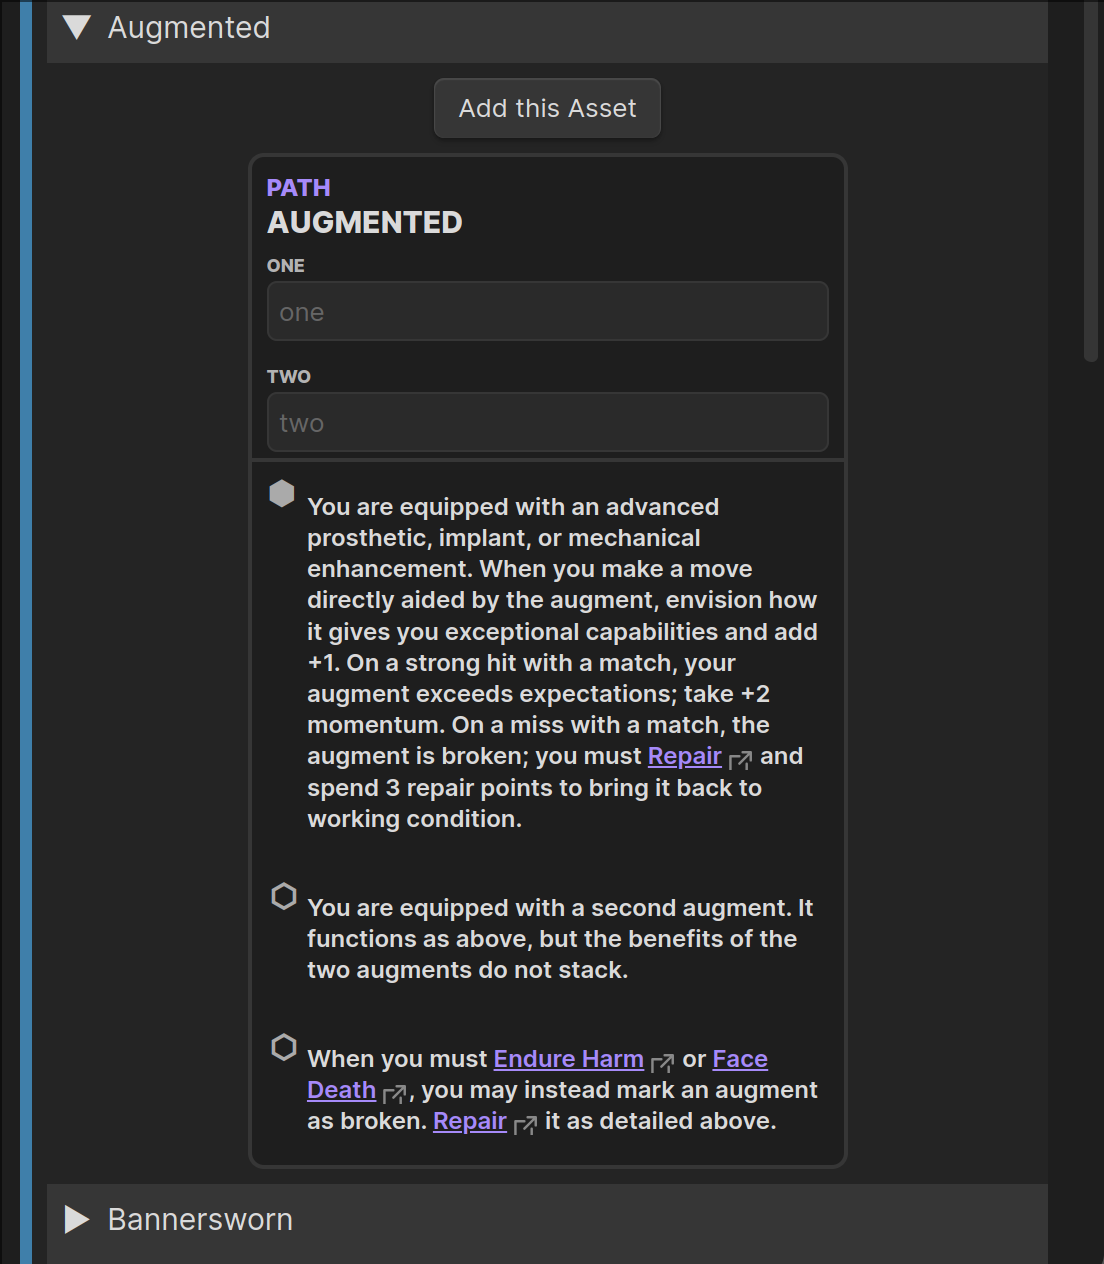 Augmented
Add this Asset
PATH
AUGMENTED
ONE
one
TWO
two
You are equipped with an advanced
prosthetic, implant, or mechanical
enhancement. When you make a move
directly aided by the augment, envision how
it gives you exceptional capabilities and add
+1. On a strong hit with a match, your
augment exceeds expectations; take +2
momentum. On a miss with a match, the
augment is broken; you must Repair and
spend 3 repair points to bring it back to
working condition.
You are equipped with a second augment. It
functions as above, but the benefits of the
two augments do not stack.
When you must Endure Harm or Face
Death, you may instead mark an augment
as broken. Repair it as detailed above.
Bannersworn